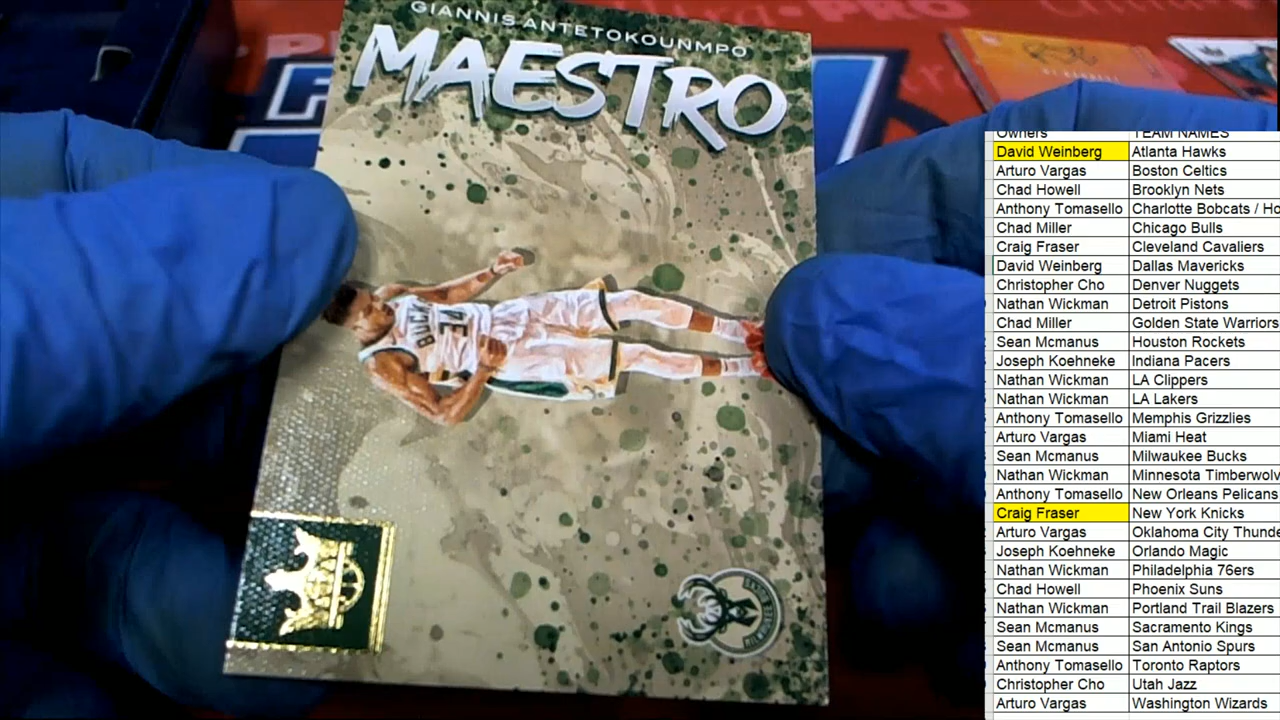 GIANNIS ANTETOKOUNMPO
MAESTRO
BUCKS
34
Owners TEAM NAMES
David Weinberg Atlanta Hawks
Arturo Vargas Boston Celtics
Chad Howell Brooklyn Nets
Anthony Tomasello Charlotte Bobcats / Ho
Chad Miller Chicago Bulls
Craig Fraser Cleveland Cavaliers
David Weinberg Dallas Mavericks
Christopher Cho Denver Nuggets
Nathan Wickman Detroit Pistons
Chad Miller Golden State Warriors
Sean Mcmanus Houston Rockets
Joseph Koehneke Indiana Pacers
Nathan Wickman LA Clippers
Nathan Wickman LA Lakers
Anthony Tomasello Memphis Grizzlies
Arturo Vargas Miami Heat
Sean Mcmanus Milwaukee Bucks
Nathan Wickman Minnesota Timberwolv
Anthony Tomasello New Orleans Pelicans
Craig Fraser New York Knicks
Arturo Vargas Oklahoma City Thunde
Joseph Koehneke Orlando Magic
Nathan Wickman Philadelphia 76ers
Chad Howell Phoenix Suns
Nathan Wickman Portland Trail Blazers
Sean Mcmanus Sacramento Kings
Sean Mcmanus San Antonio Spurs
Anthony Tomasello Toronto Raptors
Christopher Cho Utah Jazz
Arturo Vargas Washington Wizards